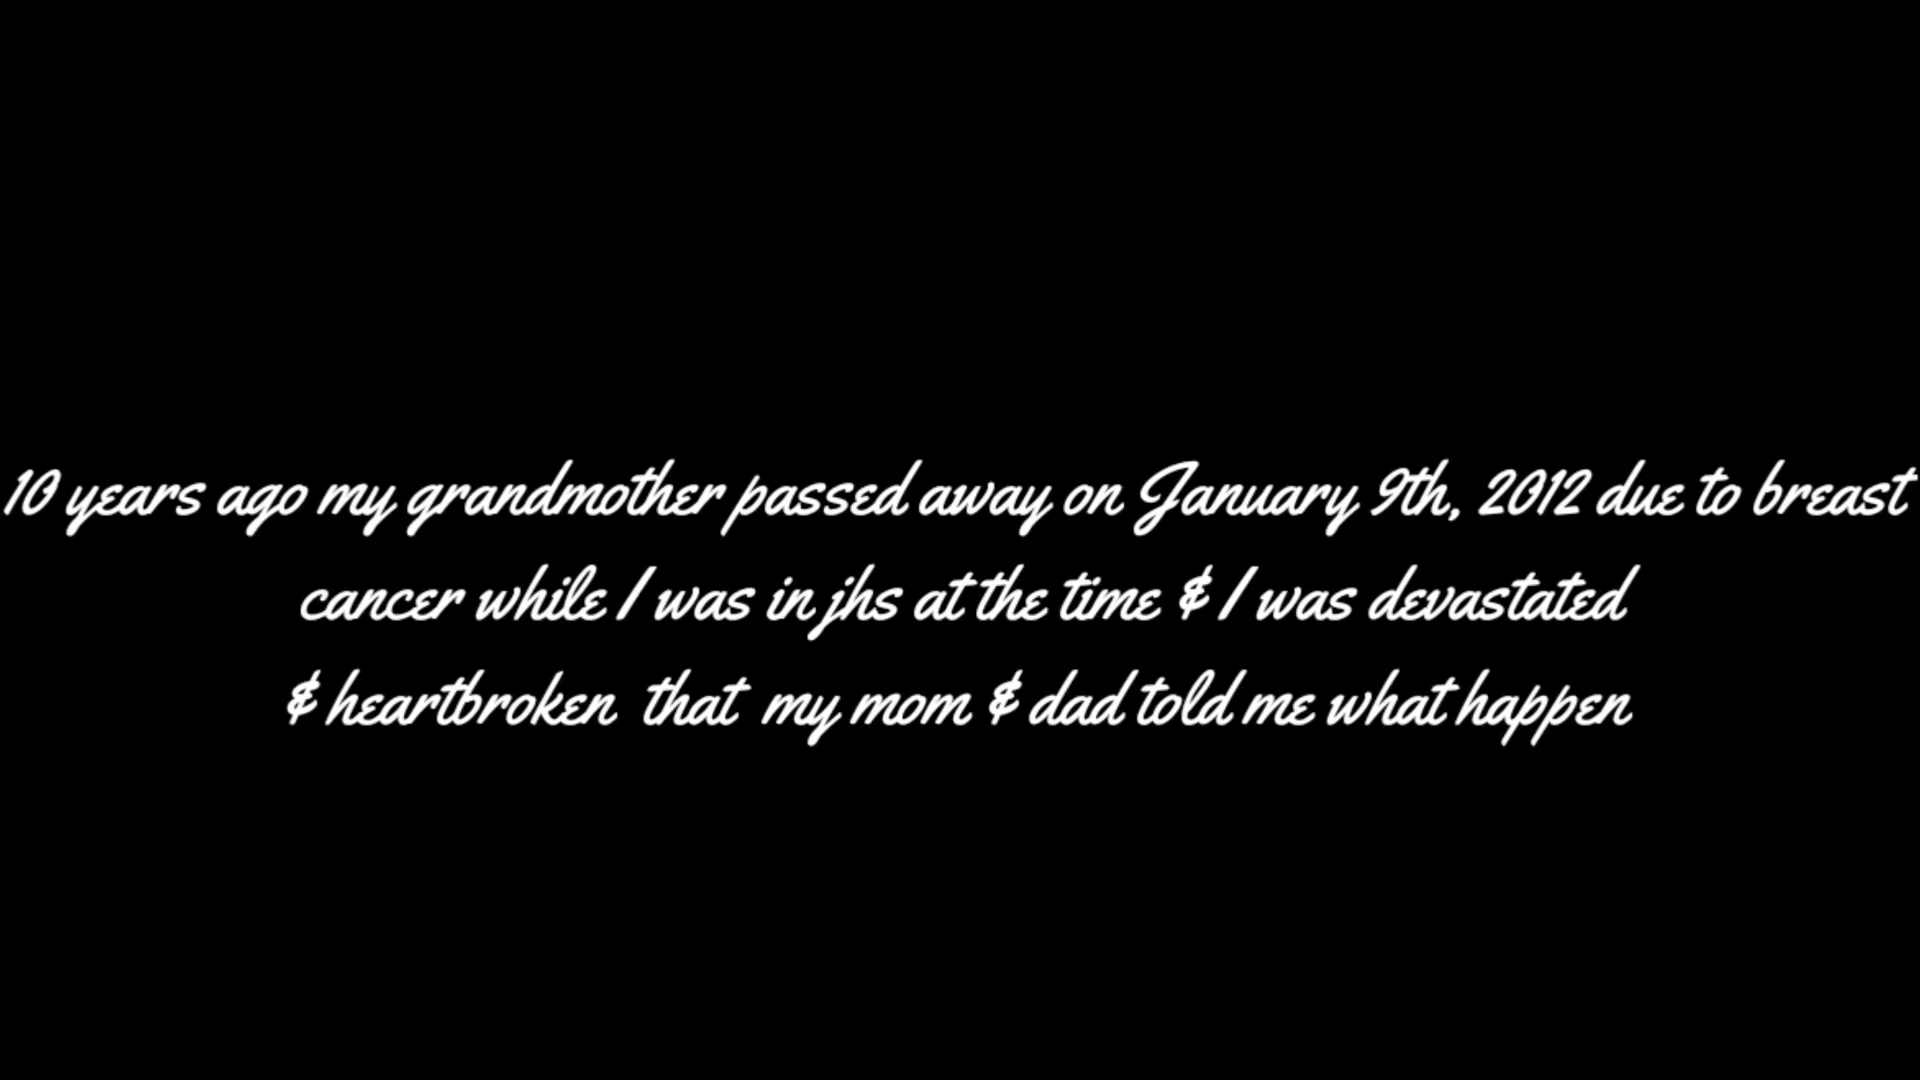 10 years ago my grandmother passed away on January 9th, 2012 due to breast
cancer while I was in jhs at the time & I was devastated
& heartbroken that my mom & dad told me what happen